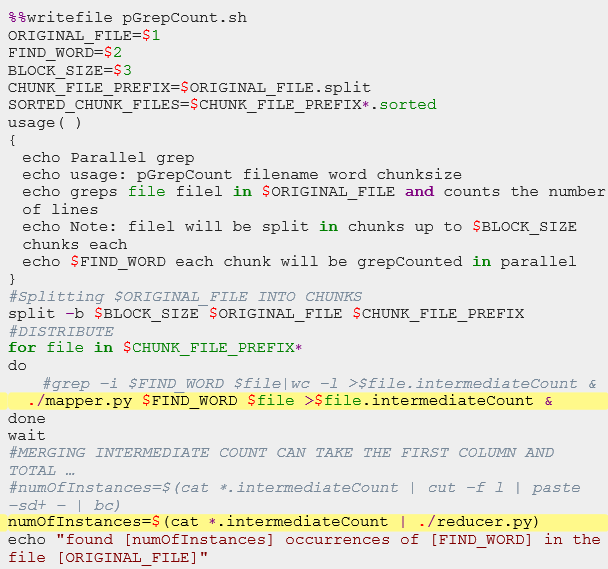 %%writefile pGrepCount.sh
ORIGINAL_FILE=$1
FIND_WORD=$2
BLOCK_SIZE=$3
CHUNK_FILE_PREFIX=$ORIGINAL_FILE.split
SORTED_CHUNK_FILES=$CHUNK_FILE_PREFIX*.sorted
usage( )
{
echo Parallel grep
echo usage: pGrepCount filename word chunksize
echo greps file filel in $ORIGINAL_FILE and counts the number
of lines
echo Note: filel will be split in chunks up to $BLOCK_SIZE
chunks each
echo $FIND_WORD each chunk will be grepCounted in parallel
}
#Splitting $ORIGINAL_FILE INTO CHUNKS
split -b $BLOCK_SIZE $ORIGINAL_FILE $CHUNK_FILE_PREFIX
#DISTRIBUTE
for file in $CHUNK_FILE_PREFIX*
do
#grep -i $FIND_WORD $file|wc -l >$file.intermediateCount &
./mapper.py $FIND_WORD $file >$file.intermediateCount &
done
wait
#MERGING INTERMEDIATE COUNT CAN TAKE THE FIRST COLUMN AND
TOTAL …
#numOfInstances=$(cat *.intermediateCount | cut -f l | paste
-sd+ - | bc)
numOfInstances=$(cat *.intermediateCount | ./reducer.py)
echo "found [numOfInstances] occurrences of [FIND_WORD] in the
file [ORIGINAL_FILE]"